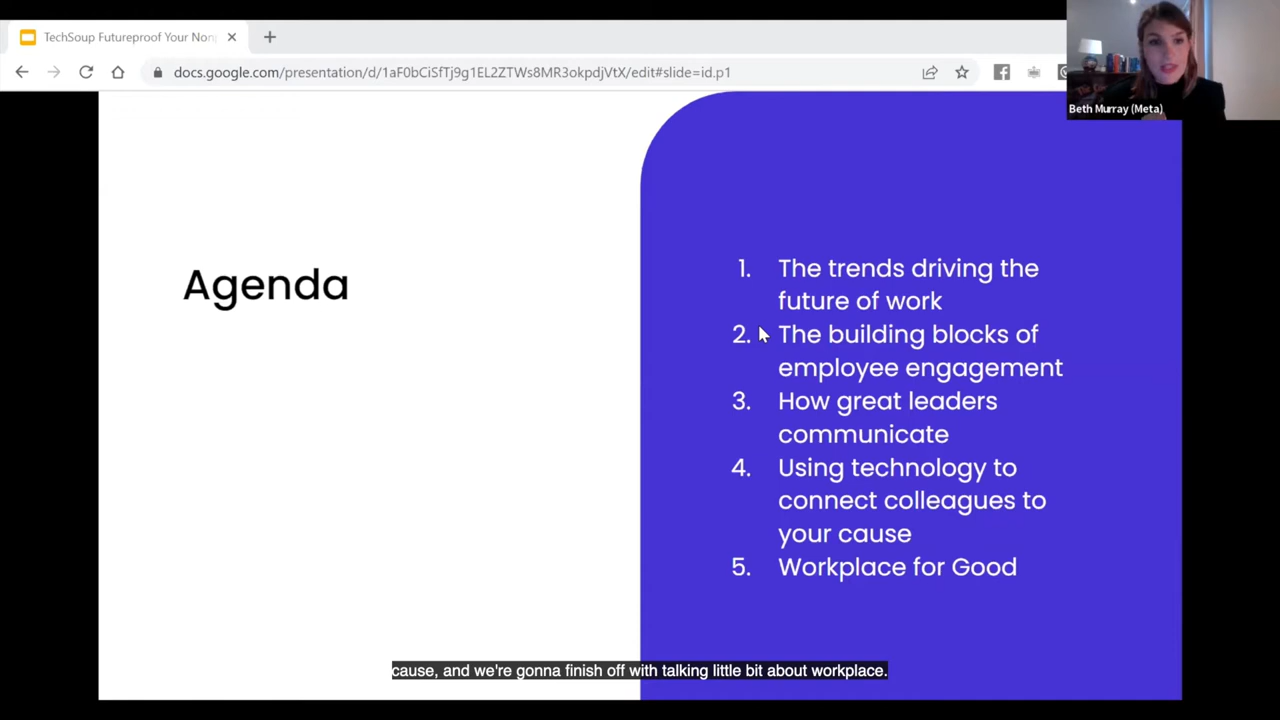 TechSoup Futureproof Your Non
docs.google.com/presentation/d/1aF0bCiSfTj9g1EL2ZTWs8MR3okpdjVtX/edit#slide=id.p1
Beth Murray (Meta)
Agenda
1. The trends driving the
future of work
2. The building blocks of
employee engagement
3. How great leaders
communicate
4. Using technology to
connect colleagues to
your cause
5. Workplace for Good
cause, and we're gonna finish off with talking little bit about workplace.